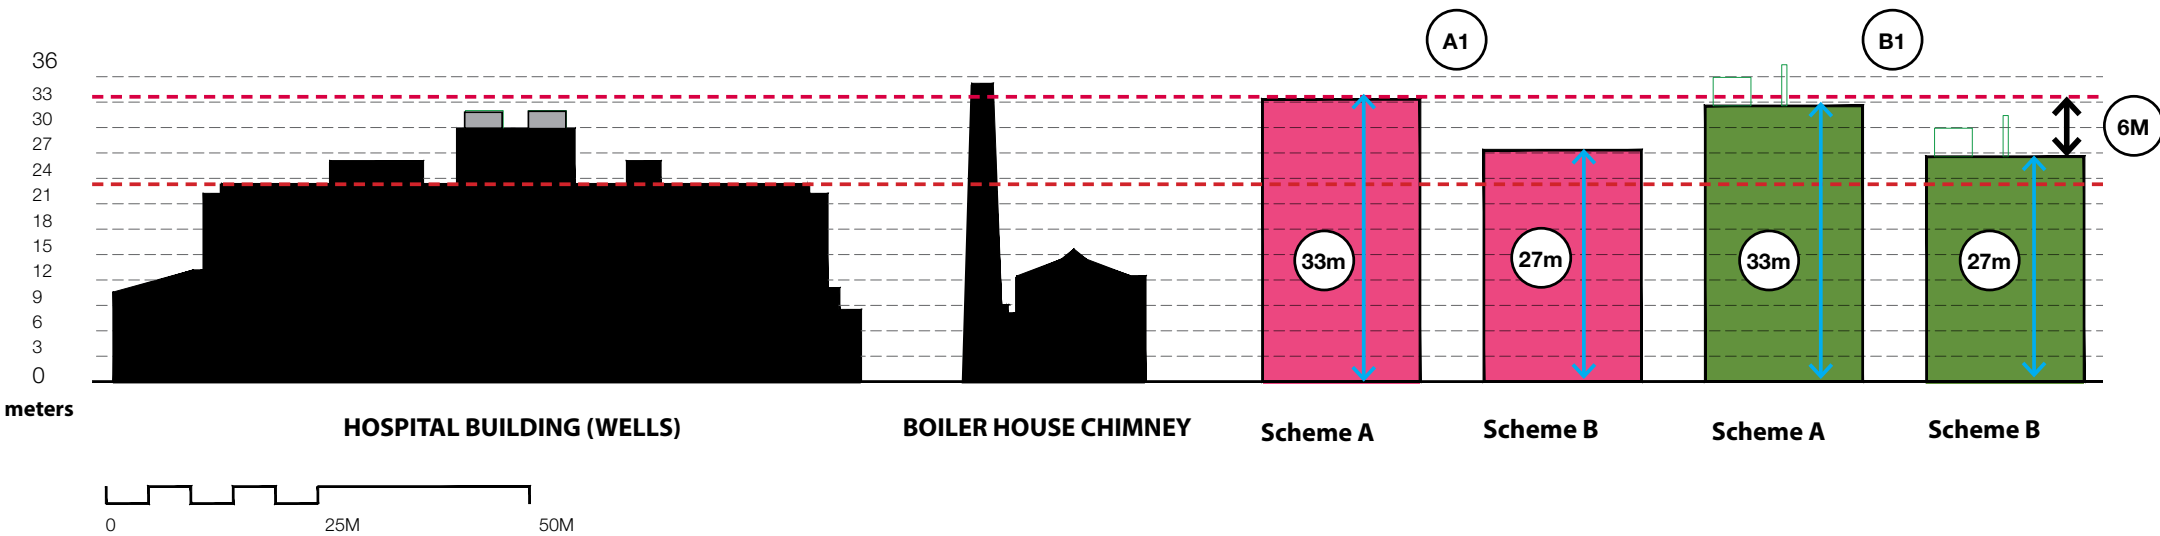 A1
B1
36
33
30
27
24
21
18
15
12
9
6
3
0
meters
6M
33m
27m
33m
27m
HOSPITAL BUILDING (WELLS)
BOILER HOUSE CHIMNEY
Scheme A
Scheme B
Scheme A
Scheme B
0
25M
50M